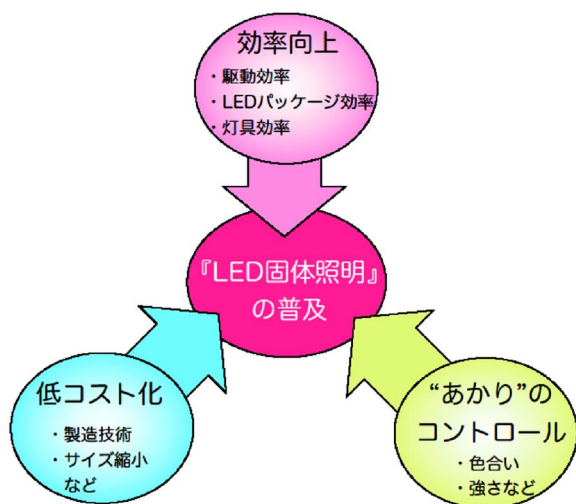 効率向上
・駆動効率
・LEDパッケージ効率
・灯具効率
『LED固体照明』
の普及
低コスト化
・製造技術
・サイズ縮小
など
“あかり”の
コントロール
・色合い
・強さなど